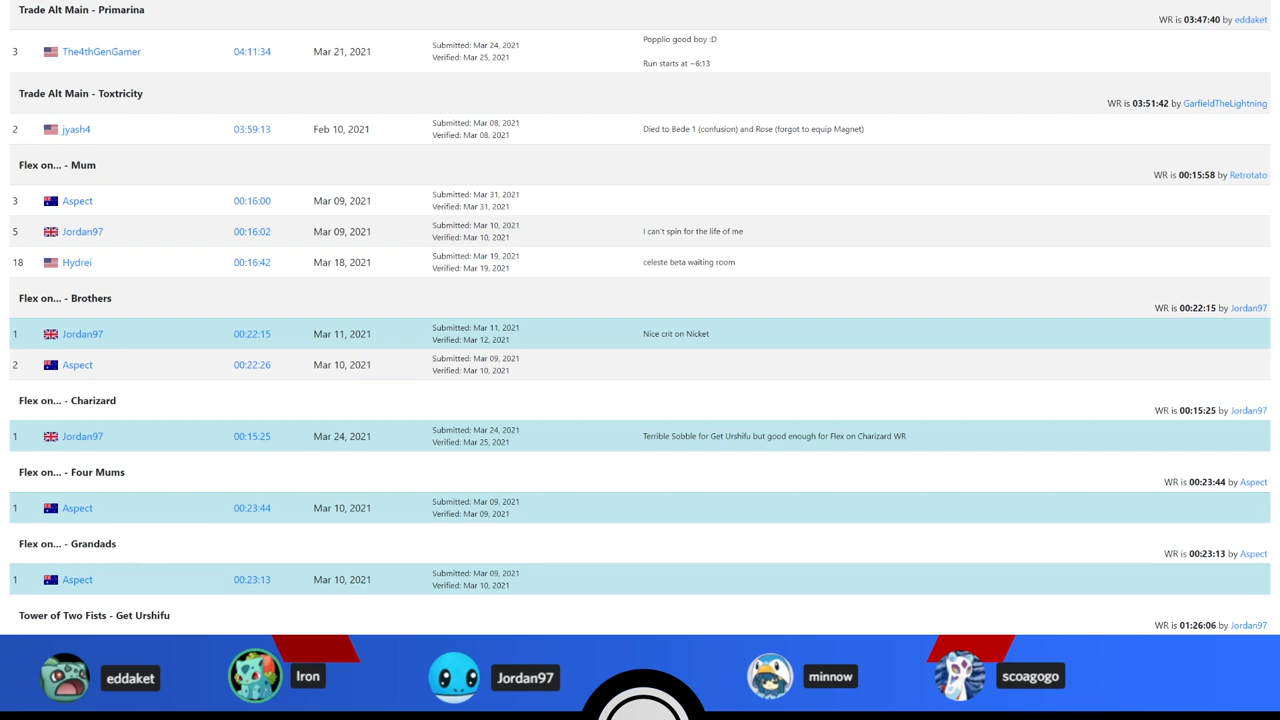 Trade Alt Main - Primarina
WR is 03:47:40 by eddaket
3 The4thGenGamer 04:11:34 Mar 21, 2021 Submitted: Mar 24, 2021 Popplio good boy :D
Verified: Mar 25, 2021 Run starts at ~6:13
Trade Alt Main - Toxtricity
WR is 03:51:42 by GarfieldTheLightning
2 jyash4 03:59:13 Feb 10, 2021 Submitted: Mar 08, 2021 Died to Bede 1 (confusion) and Rose (forgot to equip Magnet)
Verified: Mar 08, 2021
Flex on... - Mum
WR is 00:15:58 by Retrotato
3 Aspect 00:16:00 Mar 09, 2021 Submitted: Mar 31, 2021
Verified: Mar 31, 2021
5 Jordan97 00:16:02 Mar 09, 2021 Submitted: Mar 10, 2021 I can't spin for the life of me
Verified: Mar 10, 2021
18 Hydrei 00:16:42 Mar 18, 2021 Submitted: Mar 19, 2021 celeste beta waiting room
Verified: Mar 19, 2021
Flex on... - Brothers
WR is 00:22:15 by Jordan97
1 Jordan97 00:22:15 Mar 11, 2021 Submitted: Mar 11, 2021 Nice crit on Nicket
Verified: Mar 12, 2021
2 Aspect 00:22:26 Mar 10, 2021 Submitted: Mar 09, 2021
Verified: Mar 10, 2021
Flex on... - Charizard
WR is 00:15:25 by Jordan97
1 Jordan97 00:15:25 Mar 24, 2021 Submitted: Mar 24, 2021 Terrible Sobble for Get Urshifu but good enough for Flex on Charizard WR
Verified: Mar 25, 2021
Flex on... - Four Mums
WR is 00:23:44 by Aspect
1 Aspect 00:23:44 Mar 10, 2021 Submitted: Mar 09, 2021
Verified: Mar 09, 2021
Flex on... - Grandads
WR is 00:23:13 by Aspect
1 Aspect 00:23:13 Mar 10, 2021 Submitted: Mar 09, 2021
Verified: Mar 10, 2021
Tower of Two Fists - Get Urshifu
WR is 01:26:06 by Jordan97
eddaket Iron Jordan97 minnow scoagogo